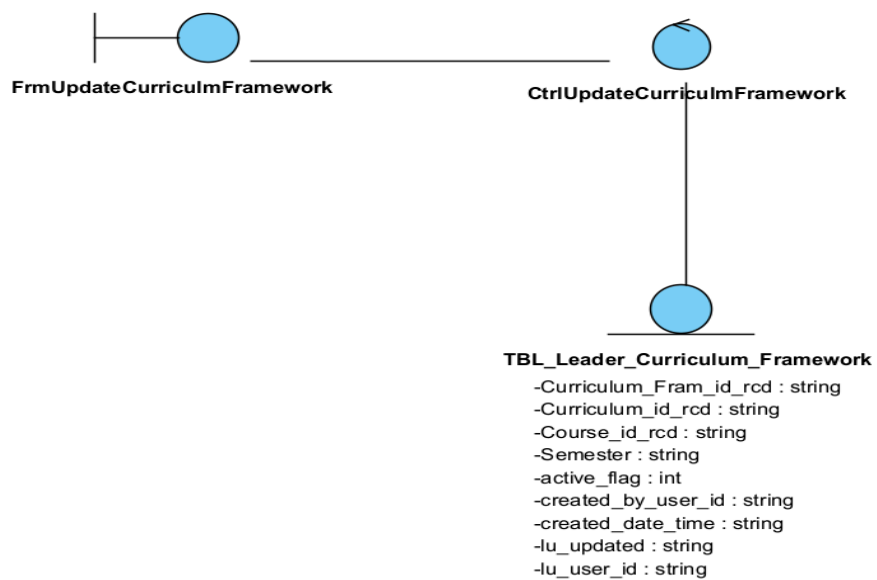 FrmUpdateCurriculmFramework
CtrlUpdateCurriculmFramework
TBL_Leader_Curriculum_Framework
-Curriculum_Fram_id_rcd : string
-Curriculum_id_rcd : string
-Course_id_rcd : string
-Semester : string
-active_flag : int
-created_by_user_id : string
-created_date_time : string
-lu_updated : string
-lu_user_id : string